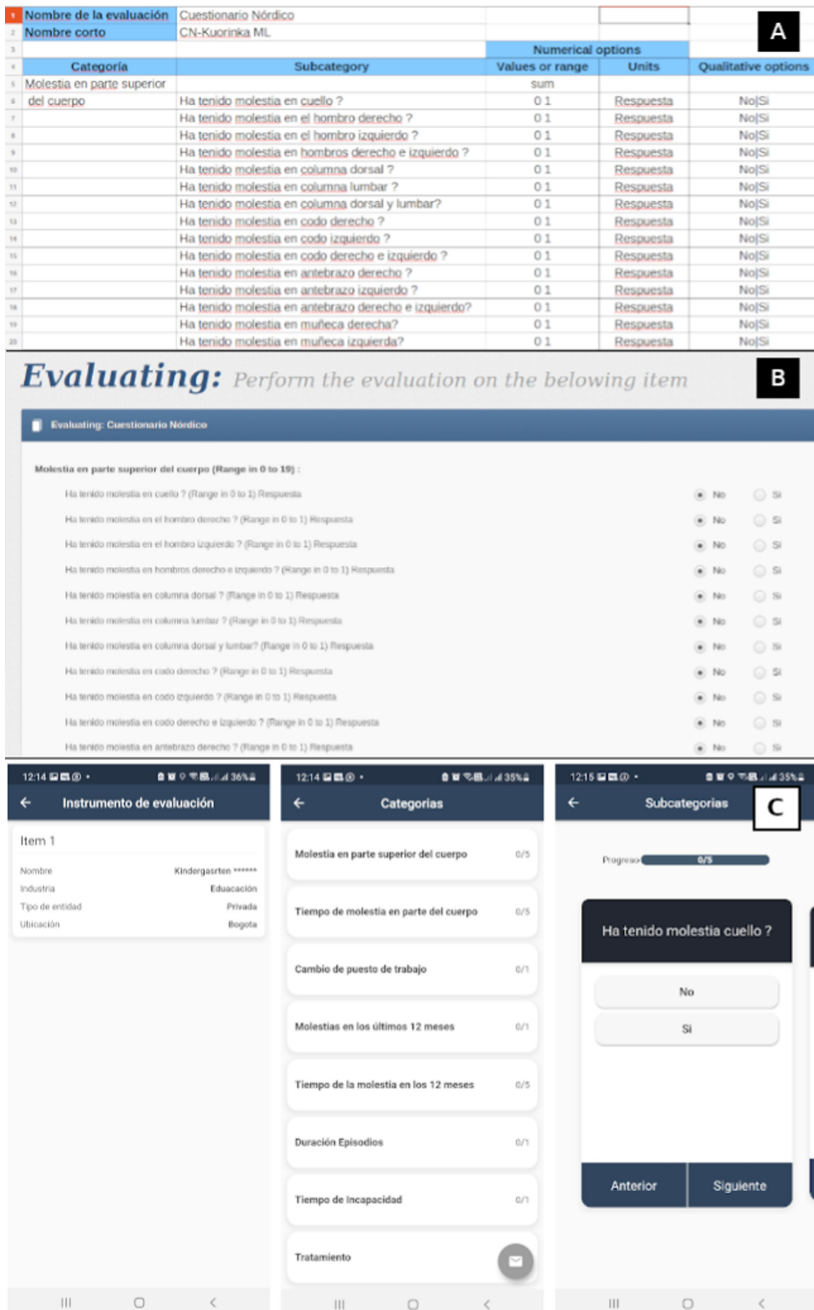 1 Nombre de la evaluación Cuestionario Nórdico
2 Nombre corto CN-Kuorinka ML
A
3 Numerical options
4 Categoría Subcategory Values or range Units Qualitative options
5 Molestia en parte superior sum
6 del cuerpo Ha tenido molestia en cuello ? 0 1 Respuesta No|Si
7 Ha tenido molestia en el hombro derecho ? 0 1 Respuesta No|Si
8 Ha tenido molestia en el hombro izquierdo ? 0 1 Respuesta No|Si
9 Ha tenido molestia en hombros derecho e izquierdo ? 0 1 Respuesta No|Si
10 Ha tenido molestia en columna dorsal ? 0 1 Respuesta No|Si
11 Ha tenido molestia en columna lumbar ? 0 1 Respuesta No|Si
12 Ha tenido molestia en columna dorsal y lumbar? 0 1 Respuesta No|Si
13 Ha tenido molestia en codo derecho ? 0 1 Respuesta No|Si
14 Ha tenido molestia en codo izquierdo ? 0 1 Respuesta No|Si
15 Ha tenido molestia en codo derecho e izquierdo ? 0 1 Respuesta No|Si
16 Ha tenido molestia en antebrazo derecho ? 0 1 Respuesta No|Si
17 Ha tenido molestia en antebrazo izquierdo ? 0 1 Respuesta No|Si
18 Ha tenido molestia en antebrazo derecho e izquierdo? 0 1 Respuesta No|Si
19 Ha tenido molestia en muñeca derecha? 0 1 Respuesta No|Si
20 Ha tenido molestia en muñeca izquierda? 0 1 Respuesta No|Si
Evaluating: Perform the evaluation on the belowing item
B
Evaluating: Cuestionario Nórdico
Molestia en parte superior del cuerpo (Range in 0 to 19) :
Ha tenido molestia en cuello ? (Range in 0 to 1) Respuesta No Si
Ha tenido molestia en el hombro derecho ? (Range in 0 to 1) Respuesta No Si
Ha tenido molestia en el hombro izquierdo ? (Range in 0 to 1) Respuesta No Si
Ha tenido molestia en hombros derecho e izquierdo ? (Range in 0 to 1) Respuesta No Si
Ha tenido molestia en columna dorsal ? (Range in 0 to 1) Respuesta No Si
Ha tenido molestia en columna lumbar ? (Range in 0 to 1) Respuesta No Si
Ha tenido molestia en columna dorsal y lumbar? (Range in 0 to 1) Respuesta No Si
Ha tenido molestia en codo derecho ? (Range in 0 to 1) Respuesta No Si
Ha tenido molestia en codo izquierdo ? (Range in 0 to 1) Respuesta No Si
Ha tenido molestia en codo derecho e izquierdo ? (Range in 0 to 1) Respuesta No Si
Ha tenido molestia en antebrazo derecho ? (Range in 0 to 1) Respuesta No Si
12:14 36%
Instrumento de evaluación
Item 1
Nombre Kindergasrten ******
Industria Eduacación
Tipo de entidad Privada
Ubicación Bogota
12:14 35%
Categorias
Molestia en parte superior del cuerpo 0/5
Tiempo de molestia en parte del cuerpo 0/5
Cambio de puesto de trabajo 0/1
Molestias en los últimos 12 meses 0/1
Tiempo de la molestia en los 12 meses 0/5
Duración Episodios 0/1
Tiempo de Incapacidad 0/1
Tratamiento
12:15 35%
Subcategorias
C
Progreso 0/5
Ha tenido molestia cuello ?
No
Si
Anterior Siguiente